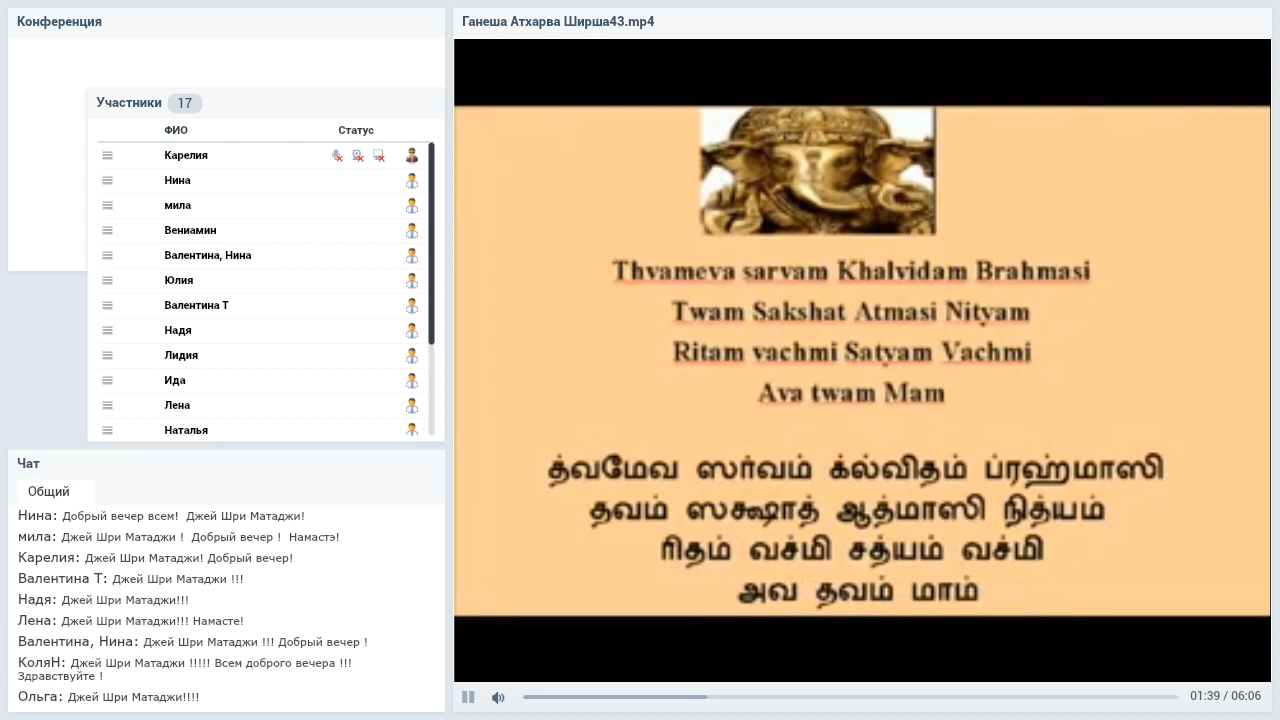 Конференция
Участники 17
ФИО Статус
Карелия
Нина
мила
Вениамин
Валентина, Нина
Юлия
Валентина Т
Надя
Лидия
Ида
Лена
Наталья
Чат
Общий
Нина: Добрый вечер всем! Джей Шри Матаджи!
мила: Джей Шри Матаджи ! Добрый вечер ! Намастэ!
Карелия: Джей Шри Матаджи! Добрый вечер!
Валентина Т: Джей Шри Матаджи !!!
Надя: Джей Шри Матаджи!!!
Лена: Джей Шри Матаджи!!! Намасте!
Валентина, Нина: Джей Шри Матаджи !!! Добрый вечер !
КоляН: Джей Шри Матаджи !!!!! Всем доброго вечера !!!
Здравствуйте !
Ольга: Джей Шри Матаджи!!!!
Ганеша Атхарва Ширша43.mp4
Thvameva sarvam Khalvidam Brahmasi
Twam Sakshat Atmasi Nityam
Ritam vachmi Satyam Vachmi
Ava twam Mam
த்வமேவ ஸர்வம் க்ல்விதம் ப்ரஹ்மாஸி
தவம் ஸக்ஷாத் ஆத்மாஸி நித்யம்
ரிதம் வச்மி சத்யம் வச்மி
அவ தவம் மாம்
01:39 / 06:06